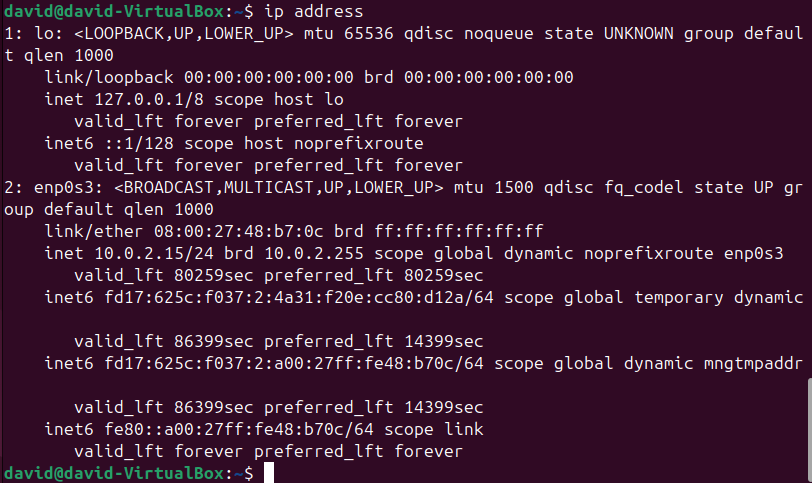 david@david-VirtualBox:~$ ip address
1: lo: <LOOPBACK,UP,LOWER_UP> mtu 65536 qdisc noqueue state UNKNOWN group defaul
t qlen 1000
    link/loopback 00:00:00:00:00:00 brd 00:00:00:00:00:00
    inet 127.0.0.1/8 scope host lo
       valid_lft forever preferred_lft forever
    inet6 ::1/128 scope host noprefixroute
       valid_lft forever preferred_lft forever
2: enp0s3: <BROADCAST,MULTICAST,UP,LOWER_UP> mtu 1500 qdisc fq_codel state UP gr
oup default qlen 1000
    link/ether 08:00:27:48:b7:0c brd ff:ff:ff:ff:ff:ff
    inet 10.0.2.15/24 brd 10.0.2.255 scope global dynamic noprefixroute enp0s3
       valid_lft 80259sec preferred_lft 80259sec
    inet6 fd17:625c:f037:2:4a31:f20e:cc80:d12a/64 scope global temporary dynamic
       valid_lft 86399sec preferred_lft 14399sec
    inet6 fd17:625c:f037:2:a00:27ff:fe48:b70c/64 scope global dynamic mngtmpaddr
       valid_lft 86399sec preferred_lft 14399sec
    inet6 fe80::a00:27ff:fe48:b70c/64 scope link
       valid_lft forever preferred_lft forever
david@david-VirtualBox:~$